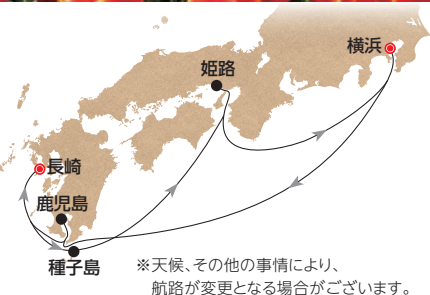 横浜
姫路
長崎
鹿児島
種子島
※天候、その他の事情により、
航路が変更となる場合がございます。